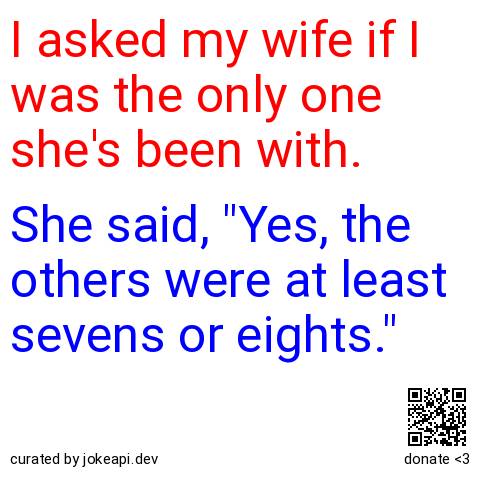 I asked my wife if I
was the only one
she's been with.
She said, "Yes, the
others were at least
sevens or eights."
curated by jokeapi.dev
donate <3